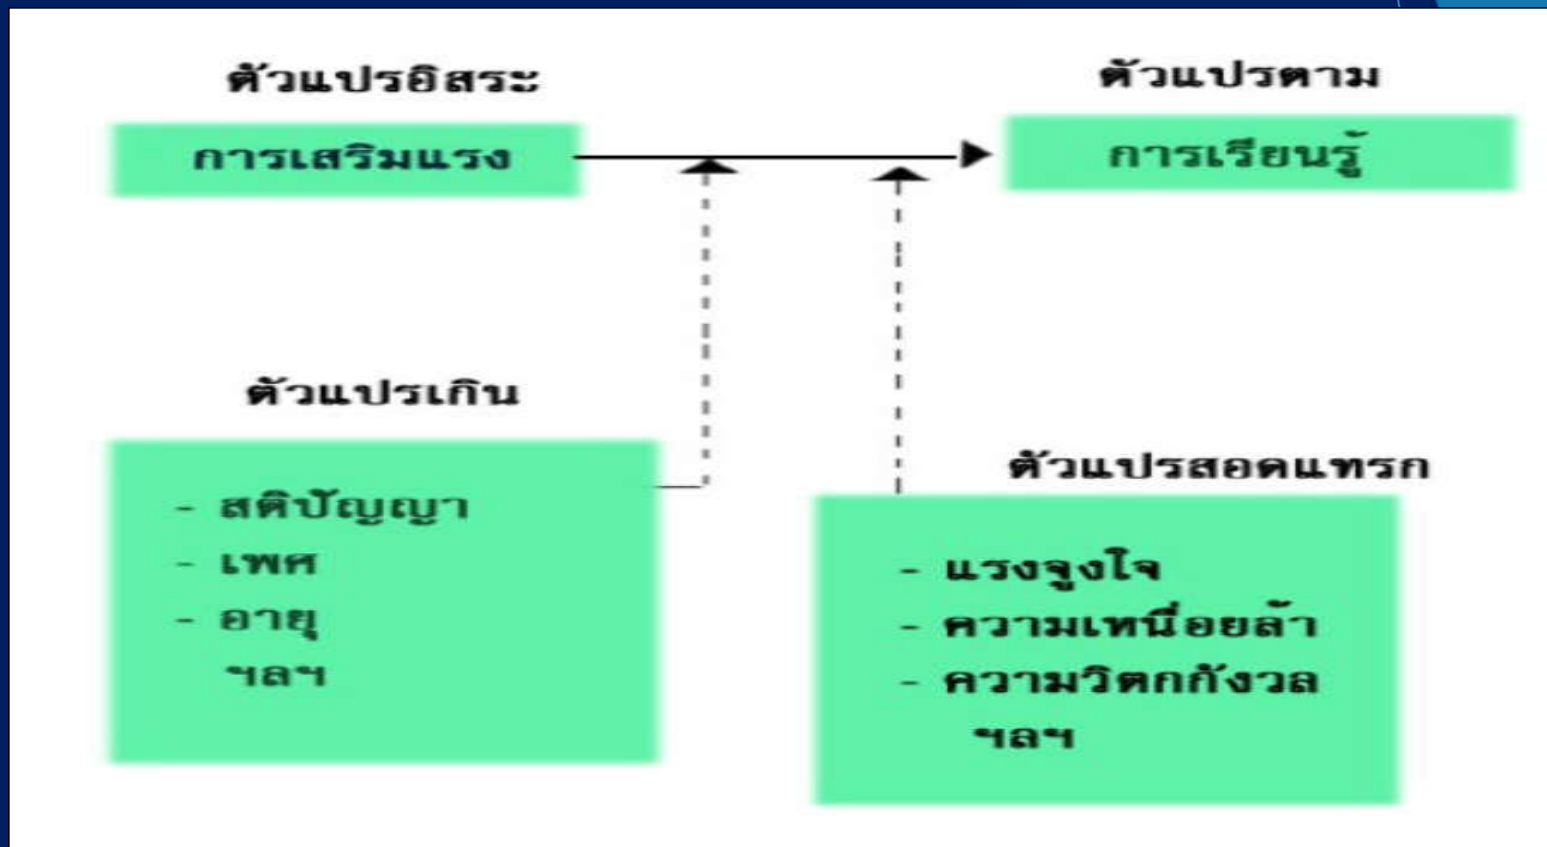 ตัวแปรอิสระ
การเสริมแรง
ตัวแปรตาม
การเรียนรู้
ตัวแปรเกิน
- สติปัญญา
- เพศ
- อายุ
ฯลฯ
ตัวแปรสอดแทรก
- แรงจูงใจ
- ความเหนื่อยล้า
- ความวิตกกังวล
ฯลฯ